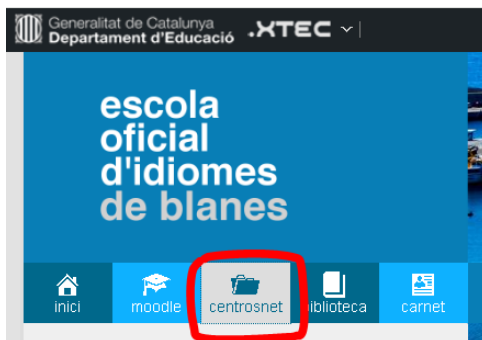 Generalitat de Catalunya
Departament d'Educació
.XTEC
escola
oficial
d'idiomes
de blanes
inici
moodle
centrosnet
biblioteca
carnet